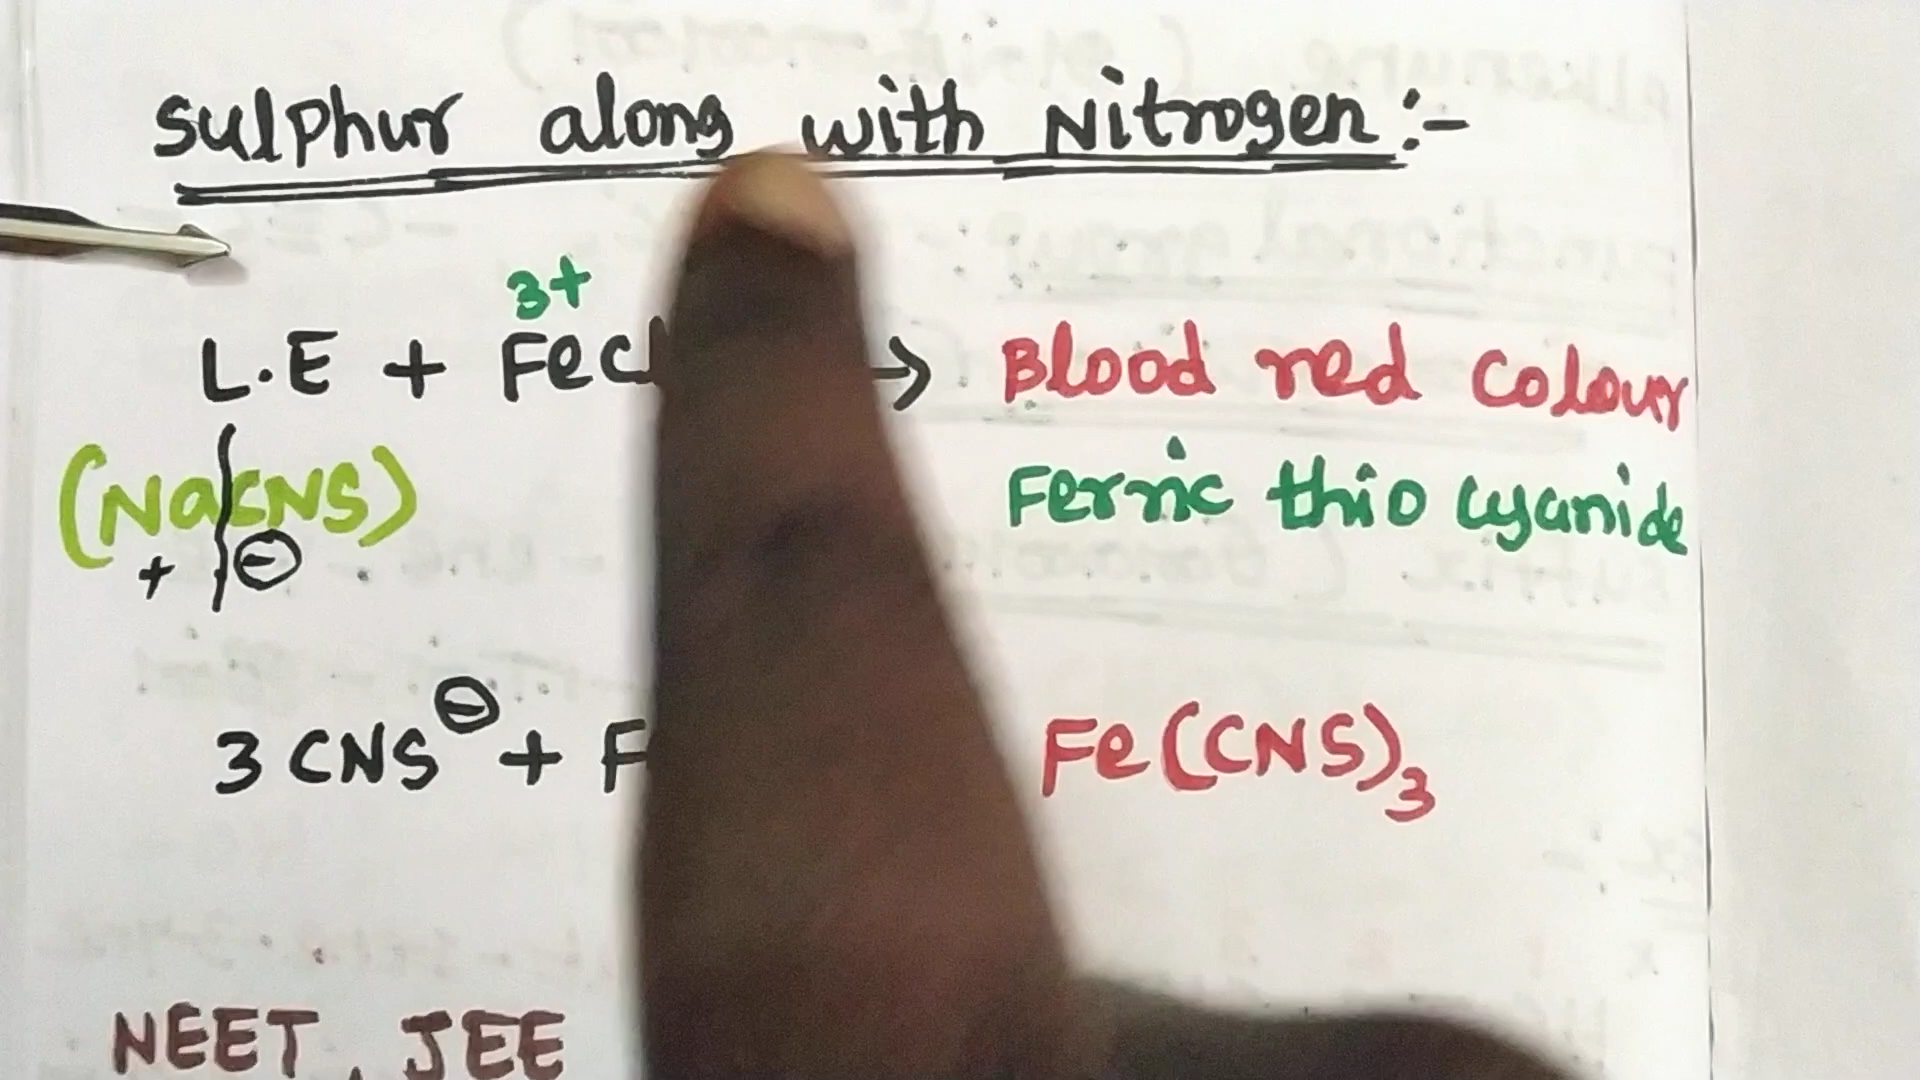 Sulphur along with Nitrogen :-
3+
L.E + FeCl → Blood red colour
(NaCNS) Ferric thio cyanide
+ ⊖
3 CNS⊖ + F Fe(CNS)3
NEET, JEE